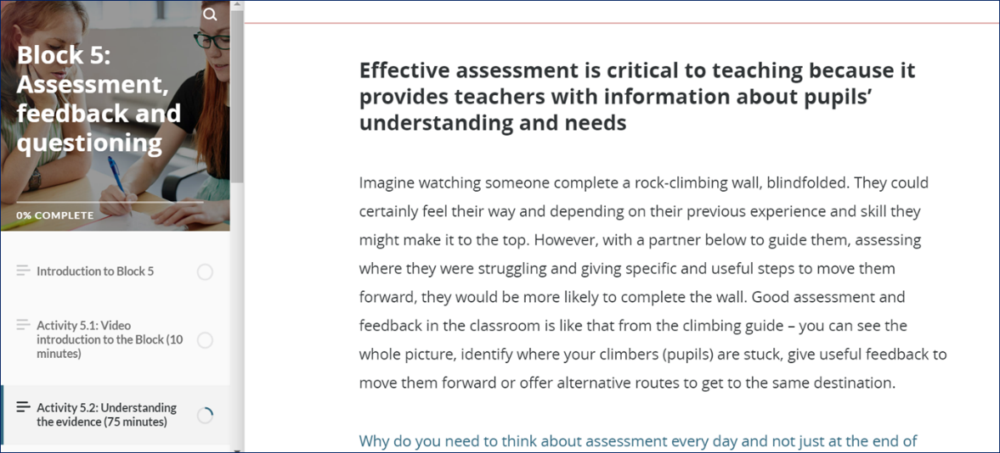 Block 5:
Assessment,
feedback and
questioning
0% COMPLETE
Introduction to Block 5
Activity 5.1: Video
introduction to the Block (10
minutes)
Activity 5.2: Understanding
the evidence (75 minutes)
Effective assessment is critical to teaching because it
provides teachers with information about pupils’
understanding and needs
Imagine watching someone complete a rock-climbing wall, blindfolded. They could
certainly feel their way and depending on their previous experience and skill they
might make it to the top. However, with a partner below to guide them, assessing
where they were struggling and giving specific and useful steps to move them
forward, they would be more likely to complete the wall. Good assessment and
feedback in the classroom is like that from the climbing guide – you can see the
whole picture, identify where your climbers (pupils) are stuck, give useful feedback to
move them forward or offer alternative routes to get to the same destination.
Why do you need to think about assessment every day and not just at the end of